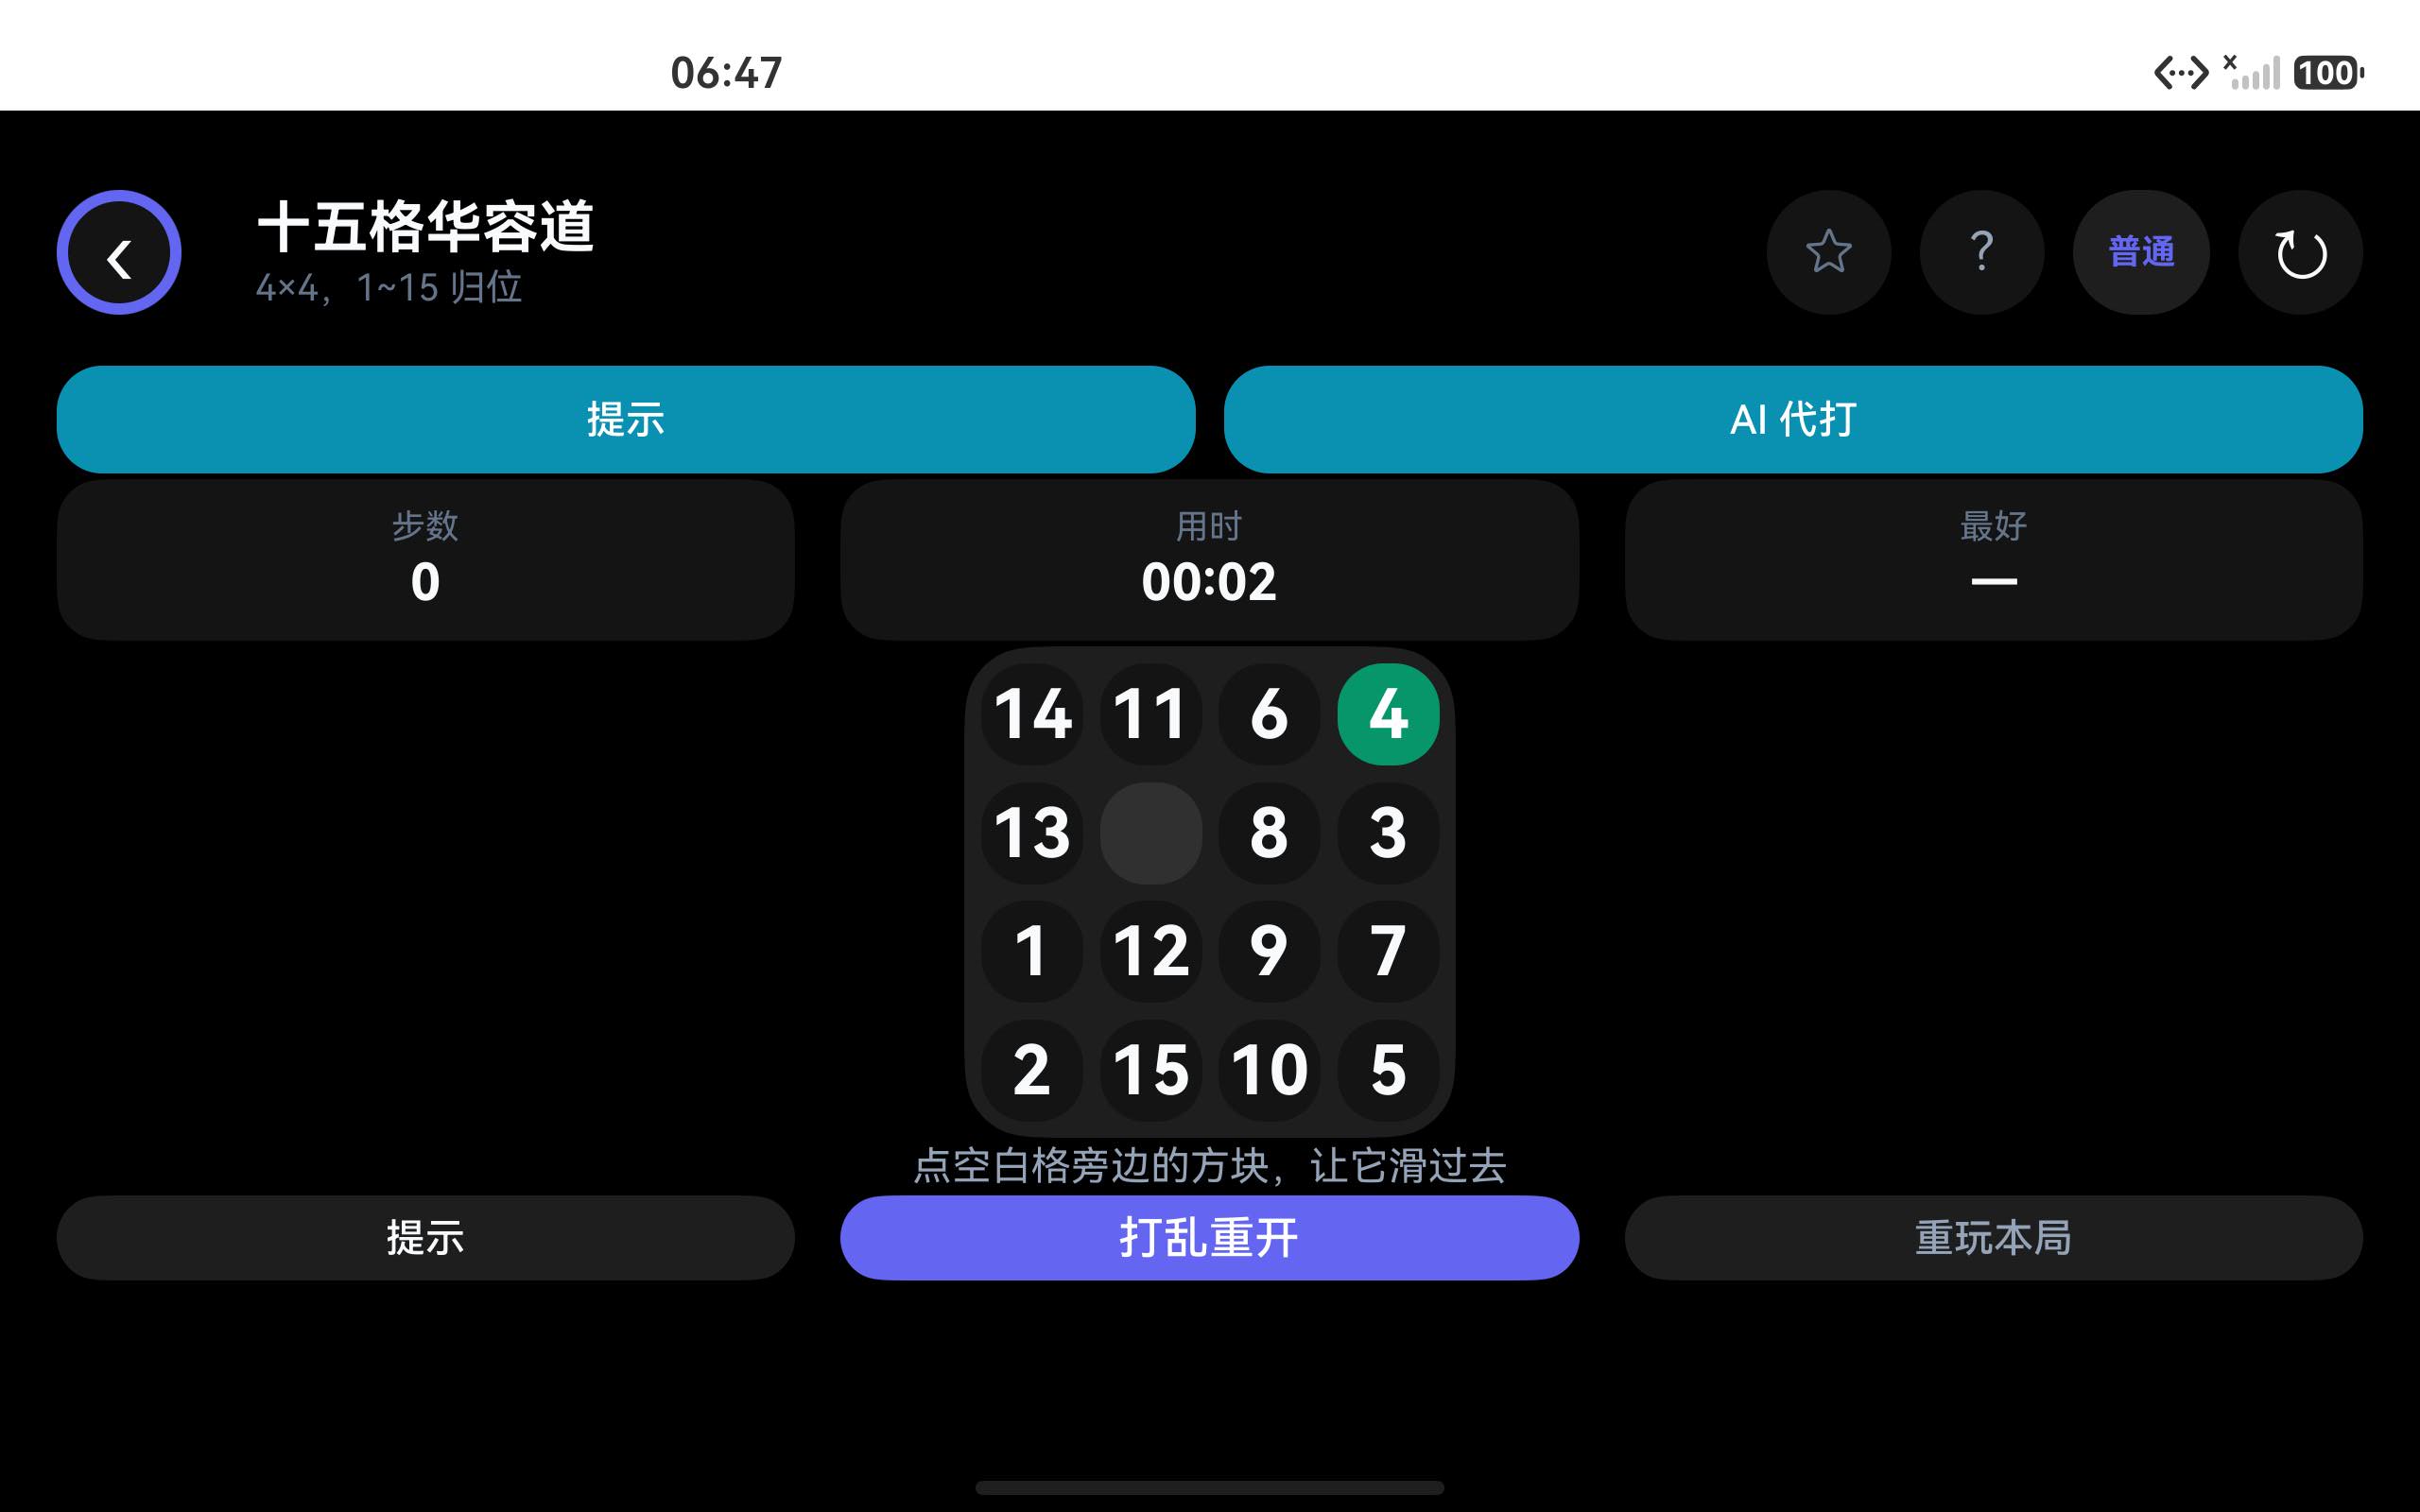 06:47
100
十五格华容道
4×4，1~15 归位
?
普通
提示
AI 代打
步数
0
用时
00:02
最好
—
14 11 6 4
13 8 3
1 12 9 7
2 15 10 5
点空白格旁边的方块，让它滑过去
提示
打乱重开
重玩本局